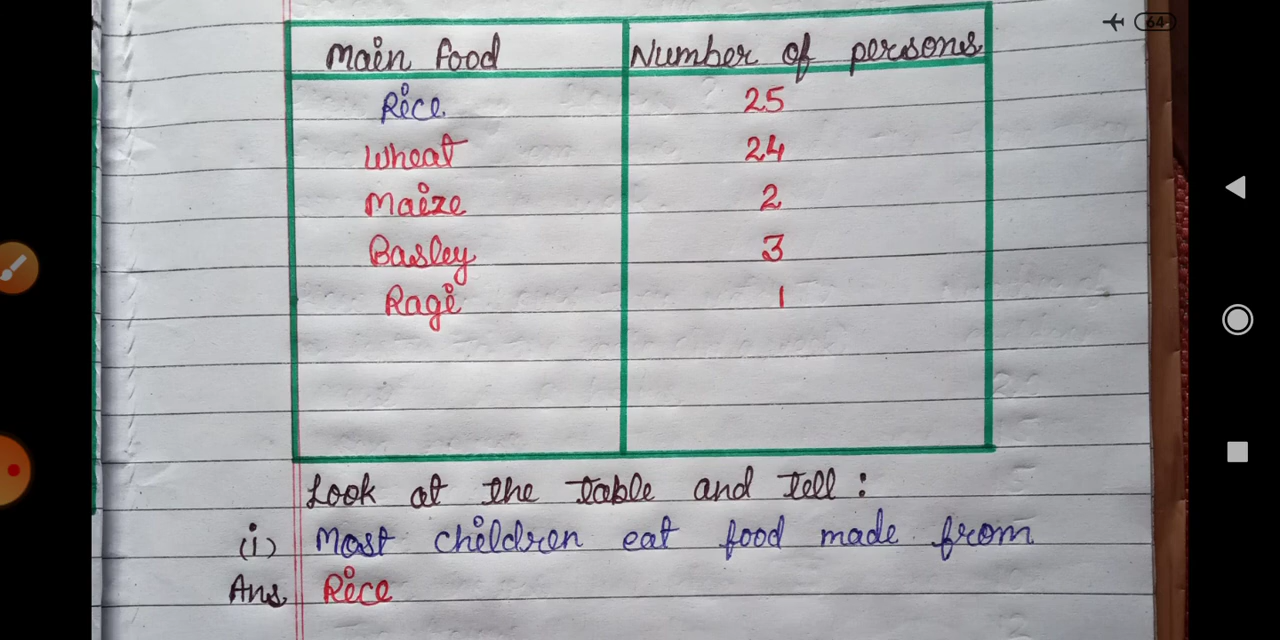 Main food Number of persons
Rice. 25
Wheat 24
Maize 2
Basley 3
Ragi 1
Look at the table and tell :
(i) Most children eat food made from
Ans Rice
64